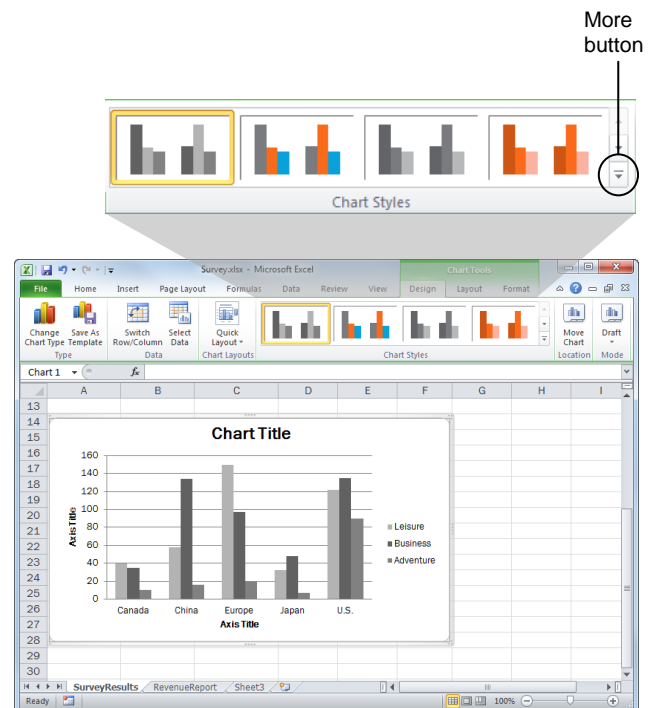 More
button
Chart Styles
Survey.xlsx - Microsoft Excel
Chart Tools
File Home Insert Page Layout Formulas Data Review View Design Layout Format
Change Chart Type
Save As Template
Switch Row/Column
Select Data
Quick Layout
Move Chart
Draft
Type Data Chart Layouts Chart Styles Location Mode
Chart 1 fx
A B C D E F G H I
13
14
15
16
17
18
19
20
21
22
23
24
25
26
27
28
29
30
Chart Title
160
140
120
100
80
60
40
20
0
Axis Title
Canada China Europe Japan U.S.
Axis Title
Leisure
Business
Adventure
SurveyResults RevenueReport Sheet3
Ready 100%